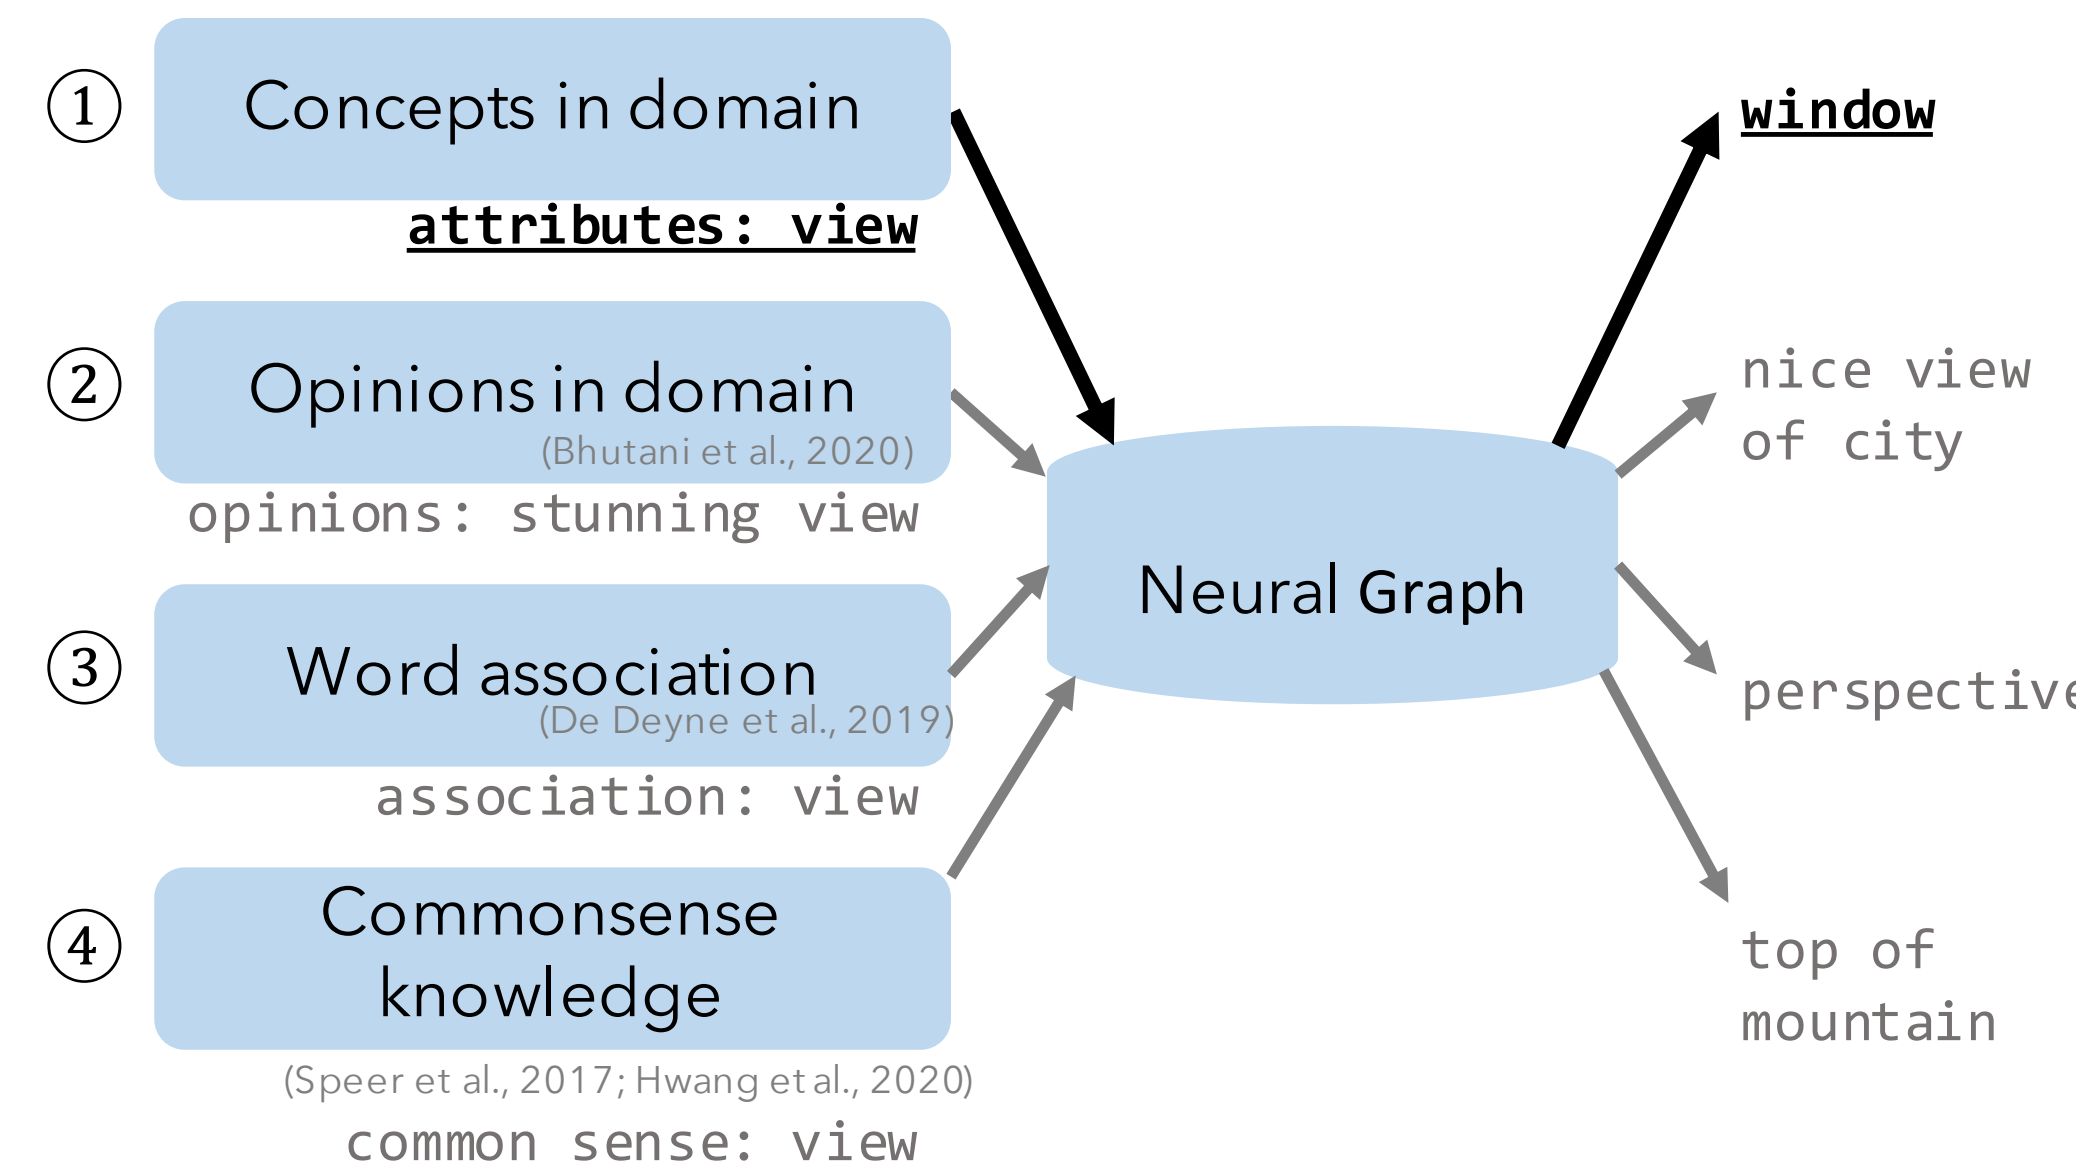 ① Concepts in domain
attributes: view
② Opinions in domain
(Bhutani et al., 2020)
opinions: stunning view
③ Word association
(De Deyne et al., 2019)
association: view
④ Commonsense
knowledge
(Speer et al., 2017; Hwang et al., 2020)
common sense: view
Neural Graph
window
nice view
of city
perspective
top of
mountain